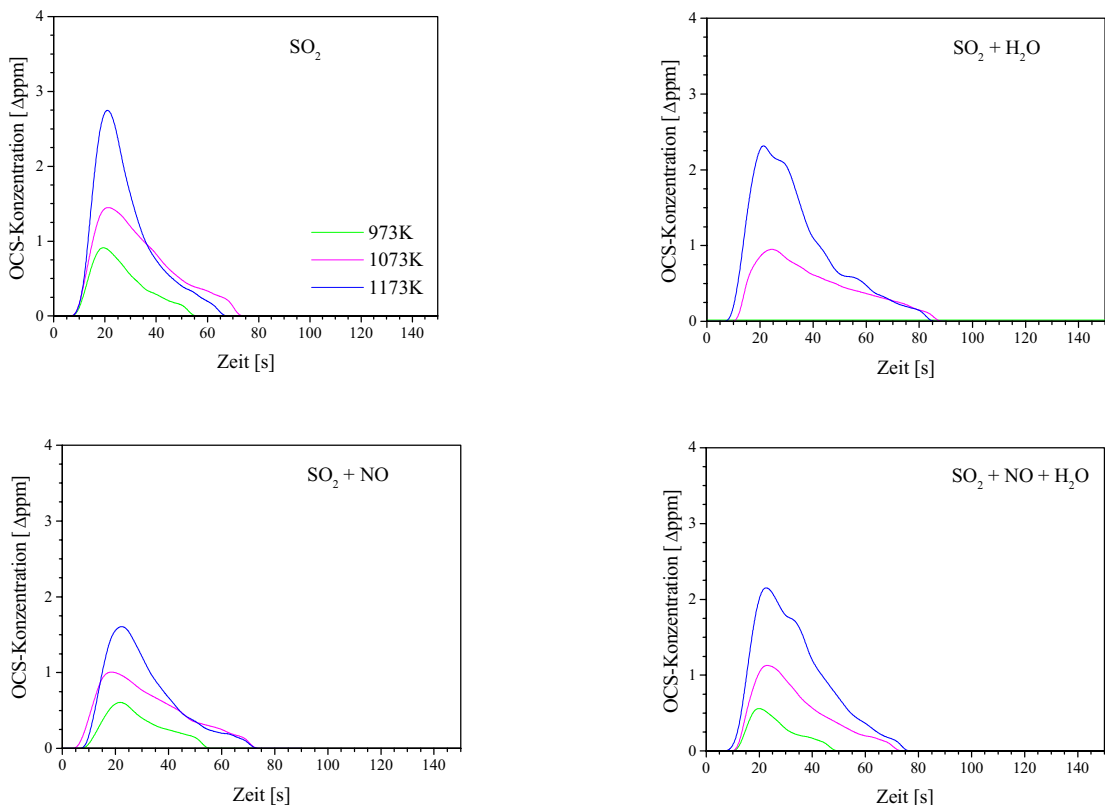 SO2
OCS-Konzentration [ Δppm]
4
3
2
1
0
973K
1073K
1173K
0 20 40 60 80 100 120 140
Zeit [s]
SO2 + H2O
OCS-Konzentration [ Δppm]
4
3
2
1
0
0 20 40 60 80 100 120 140
Zeit [s]
SO2 + NO
OCS-Konzentration [ Δppm]
4
3
2
1
0
0 20 40 60 80 100 120 140
Zeit [s]
SO2 + NO + H2O
OCS-Konzentration [ Δppm]
4
3
2
1
0
0 20 40 60 80 100 120 140
Zeit [s]